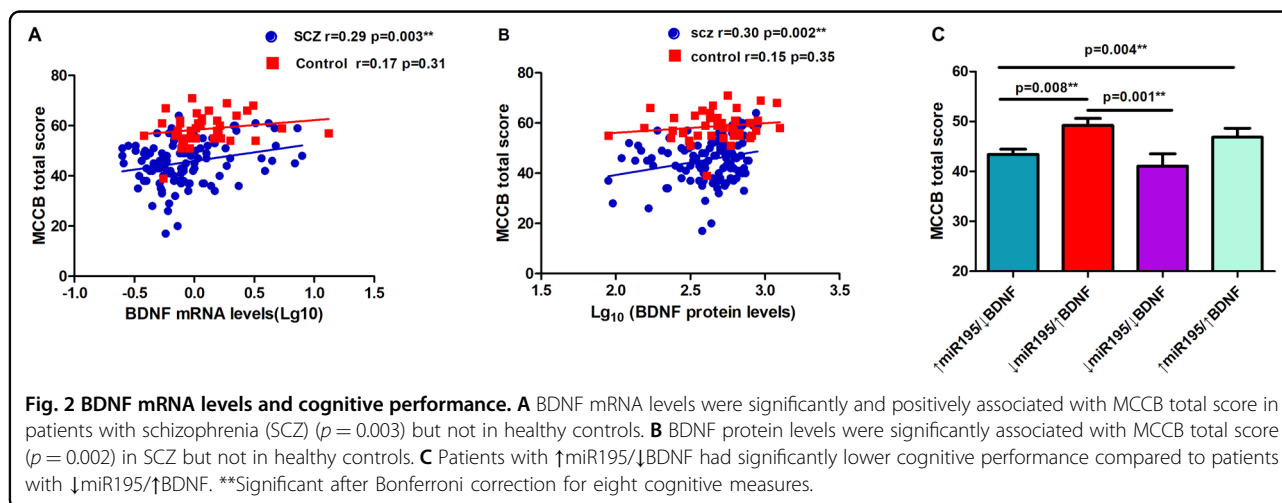 A
SCZ r=0.29 p=0.003**
Control r=0.17 p=0.31
MCCB total score
80
60
40
20
0
-1.0
-0.5
0.0
0.5
1.0
1.5
BDNF mRNA levels(Lg10)
B
scz r=0.30 p=0.002**
control r=0.15 p=0.35
MCCB total score
80
60
40
20
0
1.5
2.0
2.5
3.0
3.5
Lg₁₀ (BDNF protein levels)
C
p=0.004**
p=0.008**
p=0.001**
MCCB total score
60
50
40
30
20
↑miR195/↓BDNF
↓miR195/↑BDNF
↓miR195/↓BDNF
↑miR195/↑BDNF
Fig. 2 BDNF mRNA levels and cognitive performance. A BDNF mRNA levels were significantly and positively associated with MCCB total score in
patients with schizophrenia (SCZ) (p = 0.003) but not in healthy controls. B BDNF protein levels were significantly associated with MCCB total score
(p = 0.002) in SCZ but not in healthy controls. C Patients with ↑miR195/↓BDNF had significantly lower cognitive performance compared to patients
with ↓miR195/↑BDNF. **Significant after Bonferroni correction for eight cognitive measures.